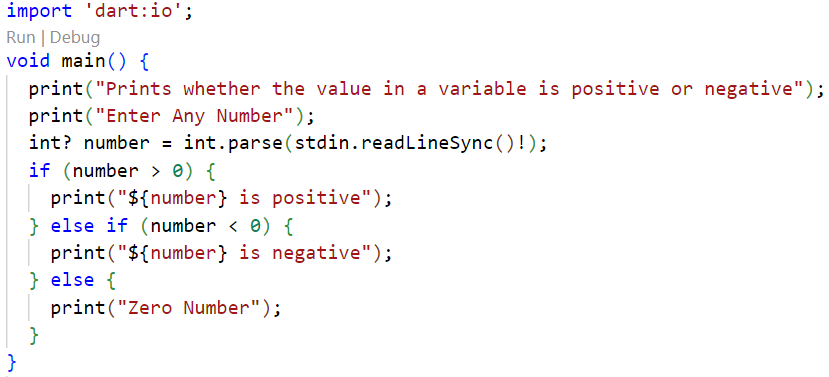 import 'dart:io';
Run | Debug
void main() {
  print("Prints whether the value in a variable is positive or negative");
  print("Enter Any Number");
  int? number = int.parse(stdin.readLineSync()!);
  if (number > 0) {
    print("${number} is positive");
  } else if (number < 0) {
    print("${number} is negative");
  } else {
    print("Zero Number");
  }
}